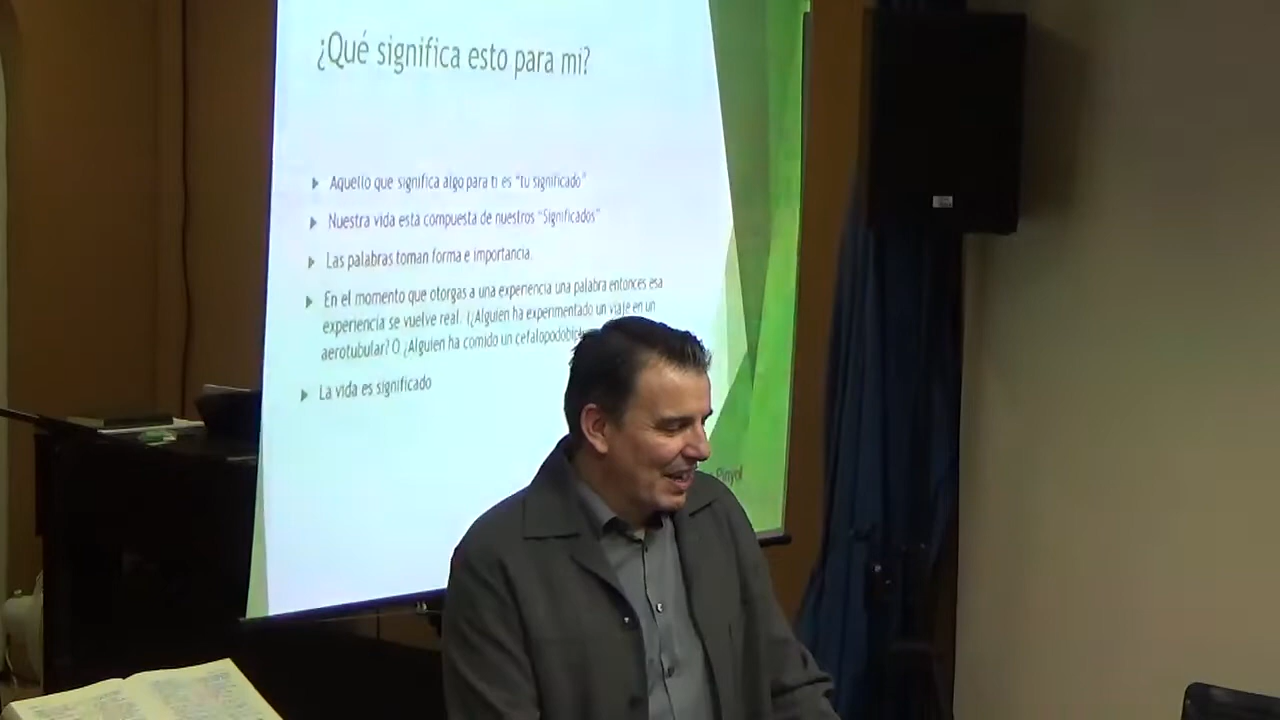 ¿Qué significa esto para mi?
Aquello que significa algo para ti es “tu significado”
Nuestra vida esta compuesta de nuestros “Significados”
Las palabras toman forma e importancia.
En el momento que otorgas a una experiencia una palabra entonces esa
experiencia se vuelve real. (¿Alguien ha experimentado un viaje en un
aerotubular? O ¿Alguien ha comido un
La vida es significado
Pinyol